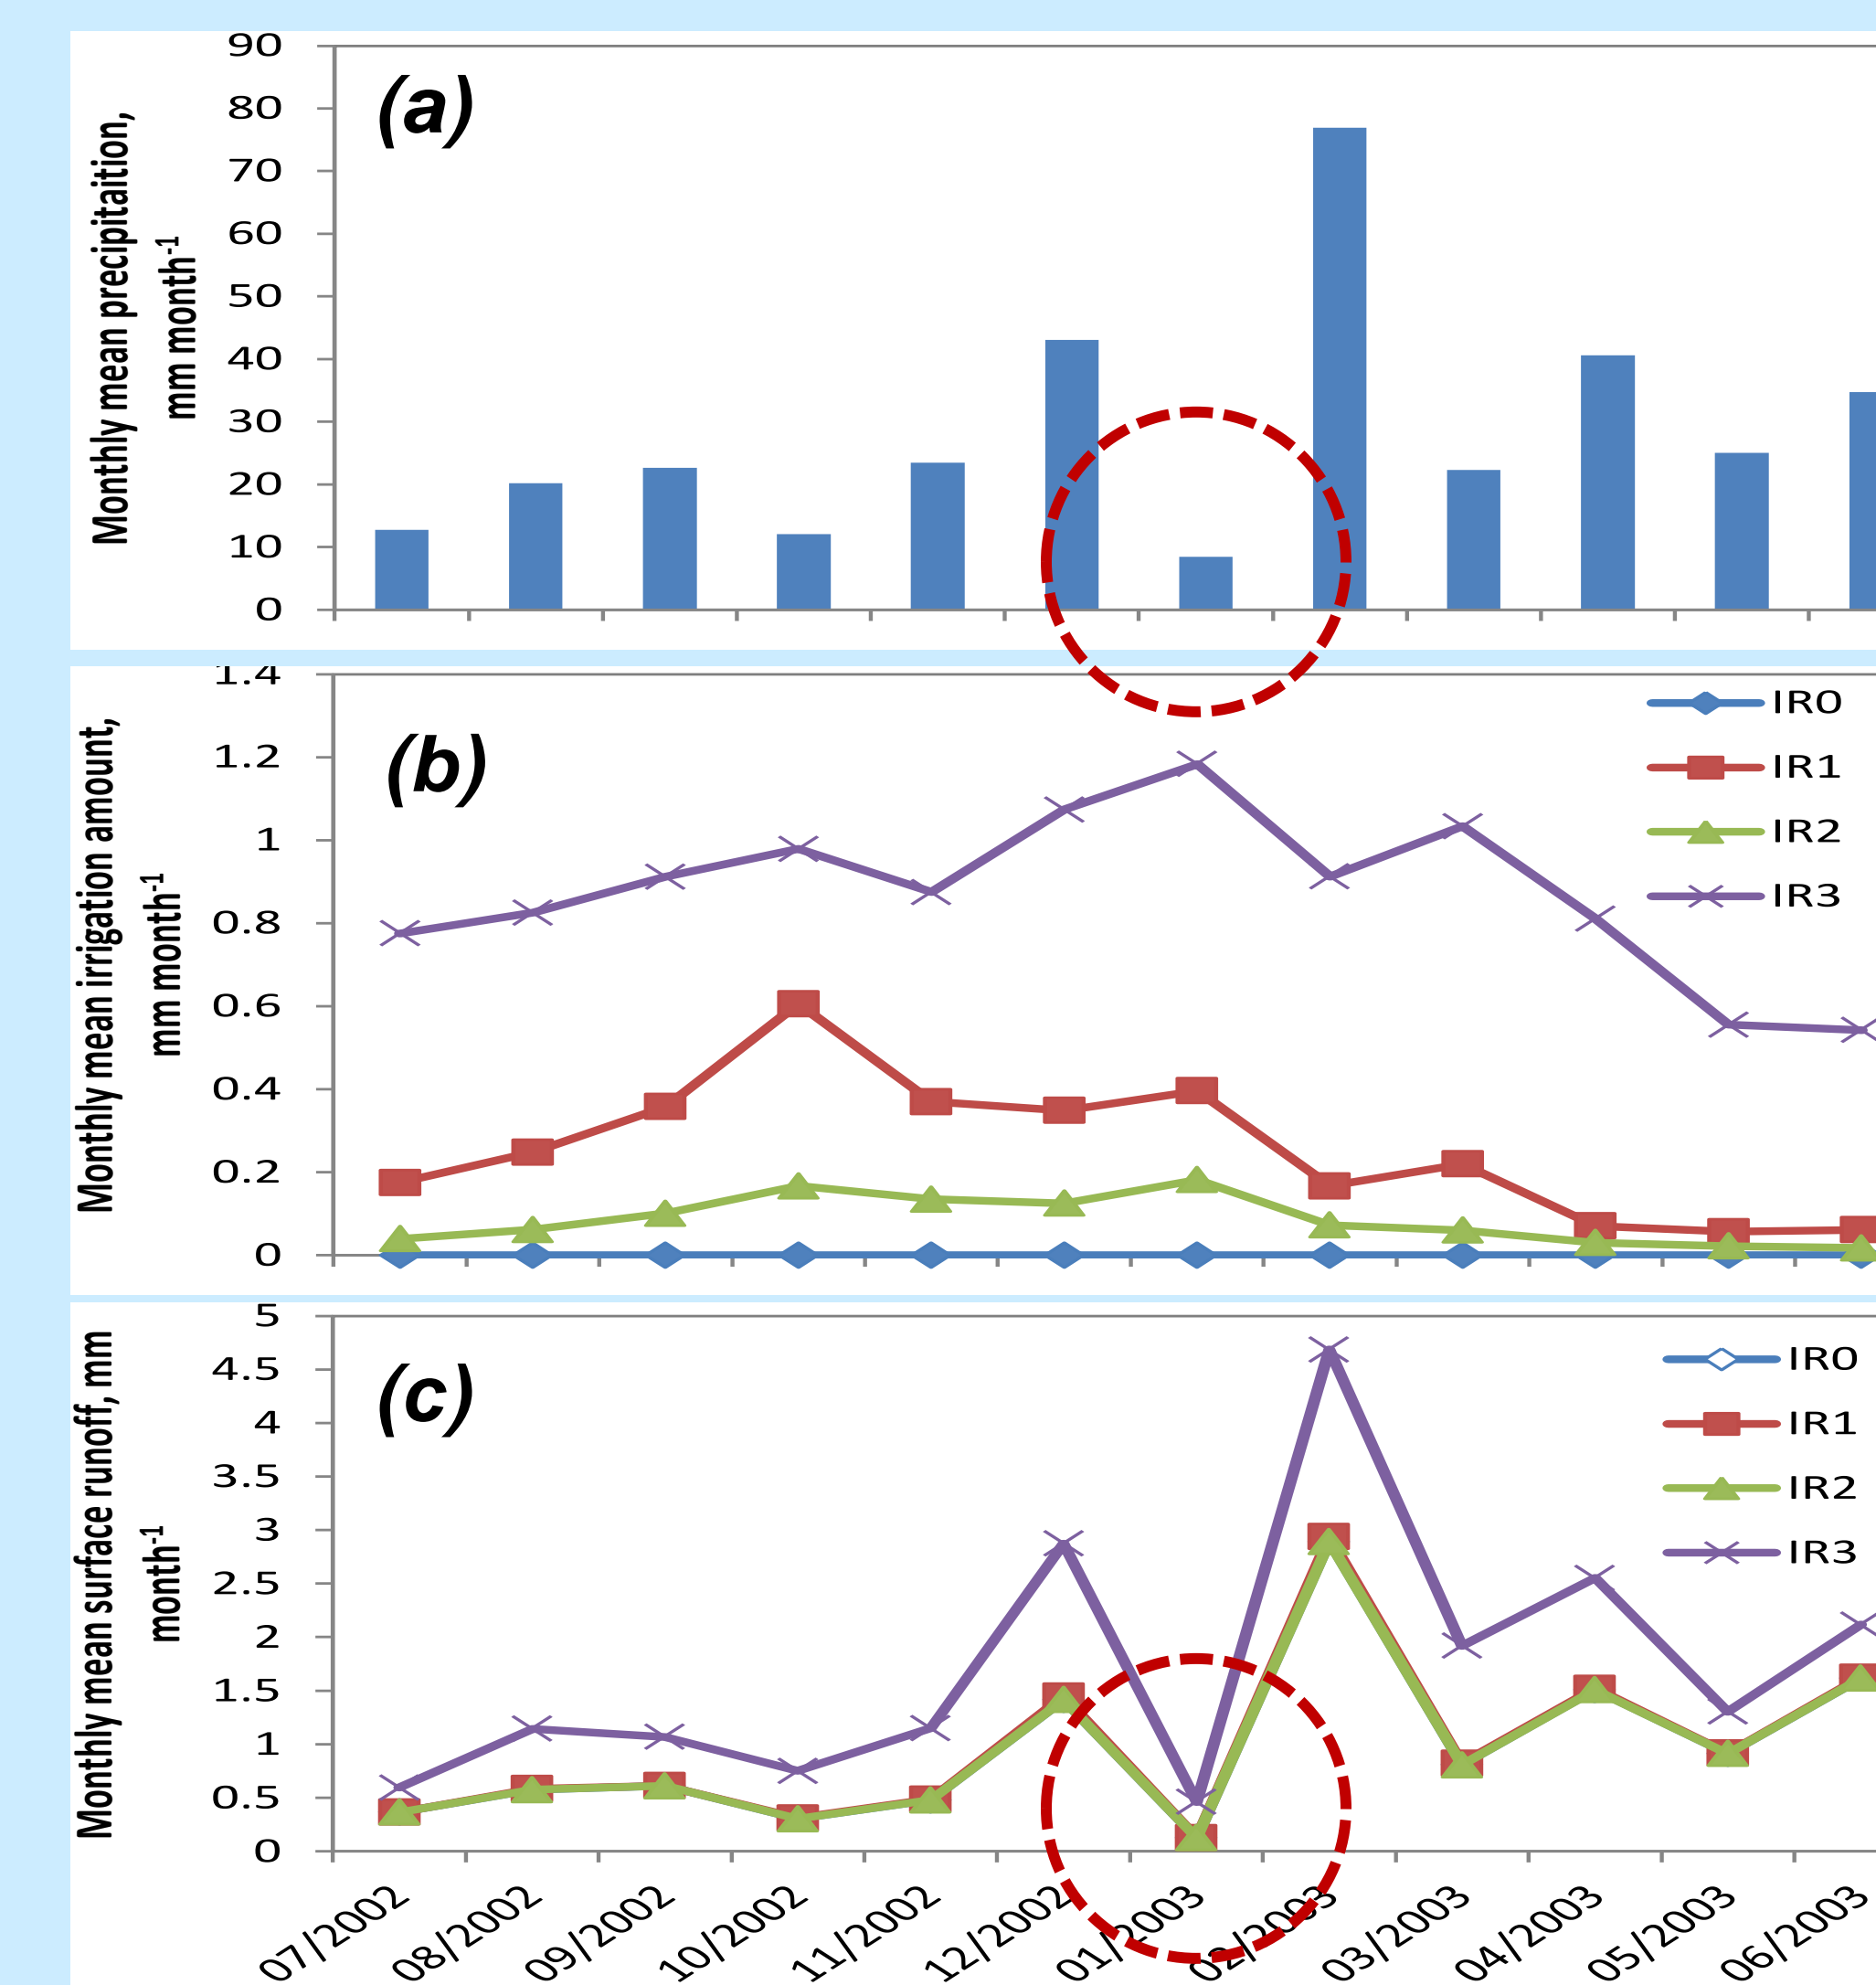 Monthly mean precipitaition,
mm month-1
90
80
70
60
50
40
30
20
10
0
(a)
Monthly mean irrigation amount,
mm month-1
1.4
1.2
1
0.8
0.6
0.4
0.2
0
(b)
IR0
IR1
IR2
IR3
Monthly mean surface runoff, mm
month-1
5
4.5
4
3.5
3
2.5
2
1.5
1
0.5
0
(c)
IR0
IR1
IR2
IR3
07/2002 08/2002 09/2002 10/2002 11/2002 12/2002 01/2003 02/2003 03/2003 04/2003 05/2003 06/2003